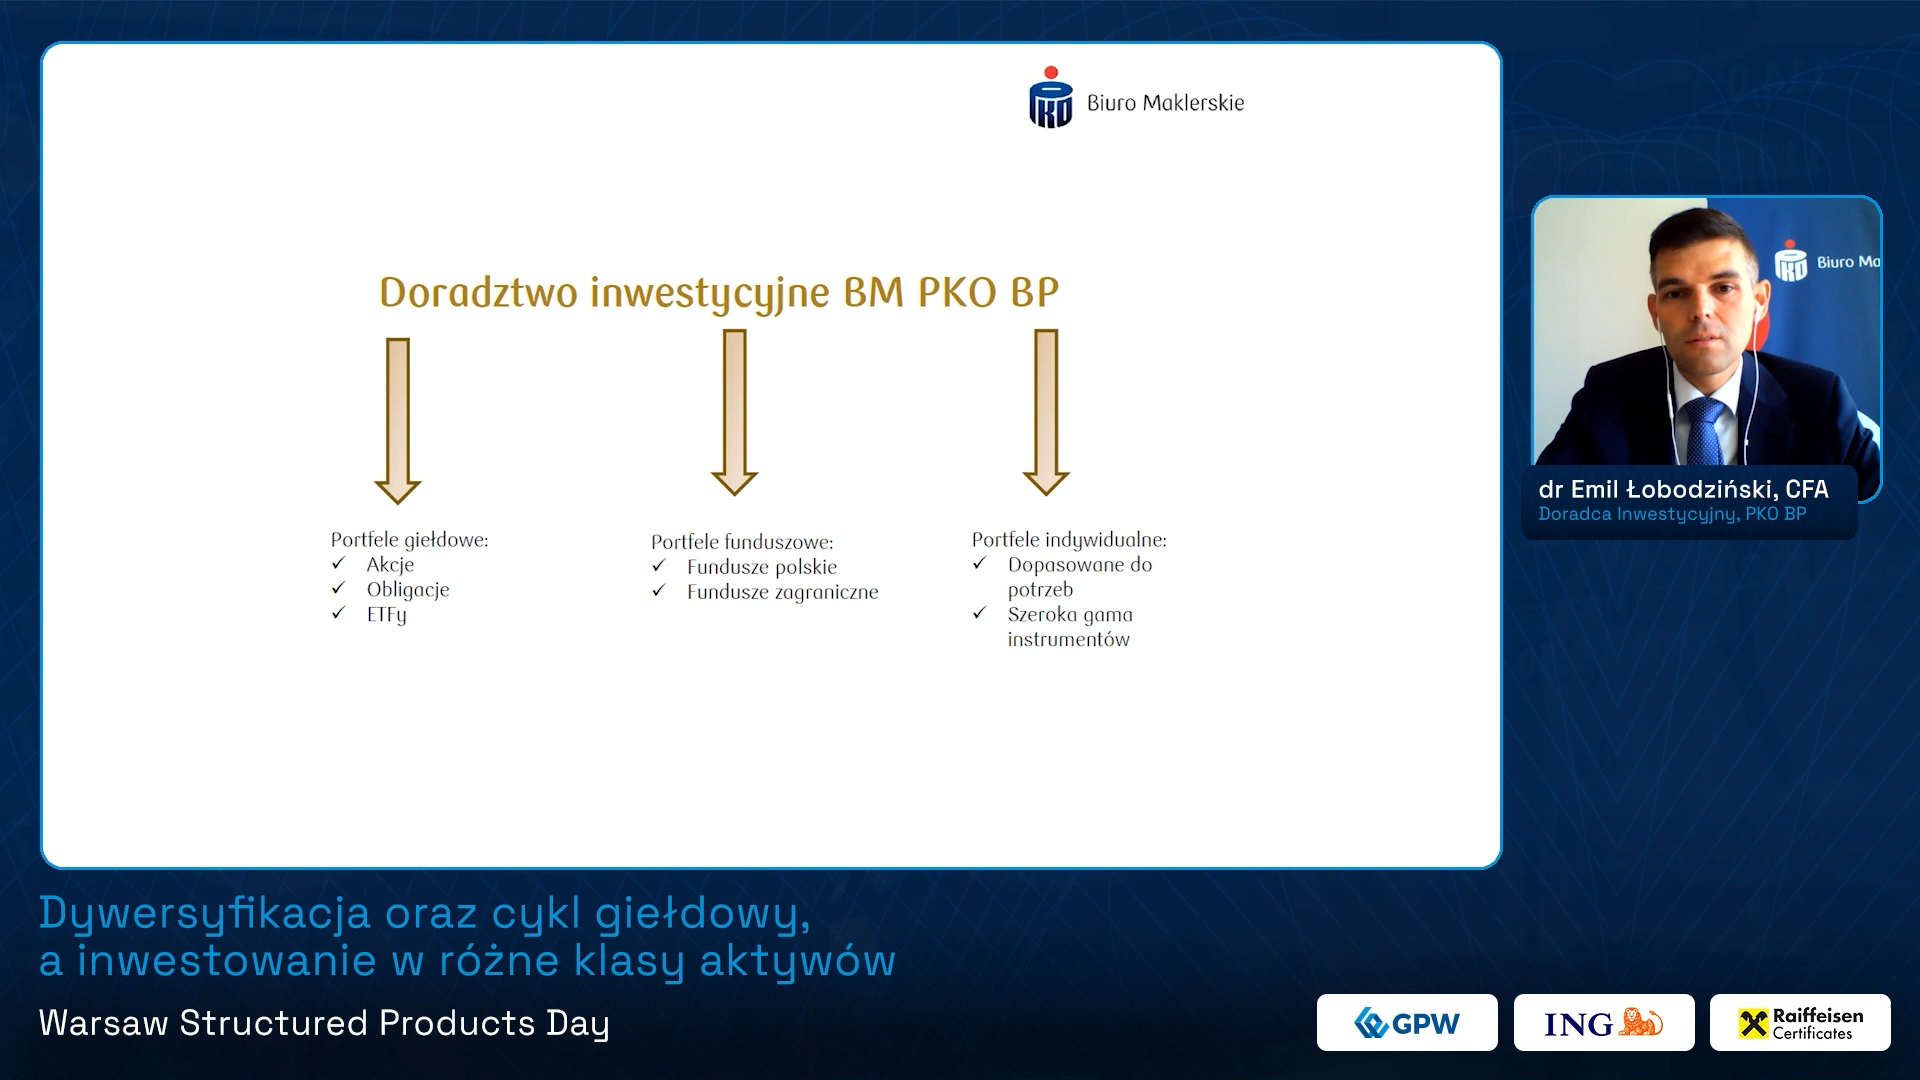 PKO Biuro Maklerskie
Doradztwo inwestycyjne BM PKO BP
Portfele giełdowe:
✓ Akcje
✓ Obligacje
✓ ETFy
Portfele funduszowe:
✓ Fundusze polskie
✓ Fundusze zagraniczne
Portfele indywidualne:
✓ Dopasowane do
potrzeb
✓ Szeroka gama
instrumentów
PKO Biuro Ma
dr Emil Łobodziński, CFA
Doradca Inwestycyjny, PKO BP
Dywersyfikacja oraz cykl giełdowy,
a inwestowanie w różne klasy aktywów
Warsaw Structured Products Day
GPW
ING
Raiffeisen
Certificates